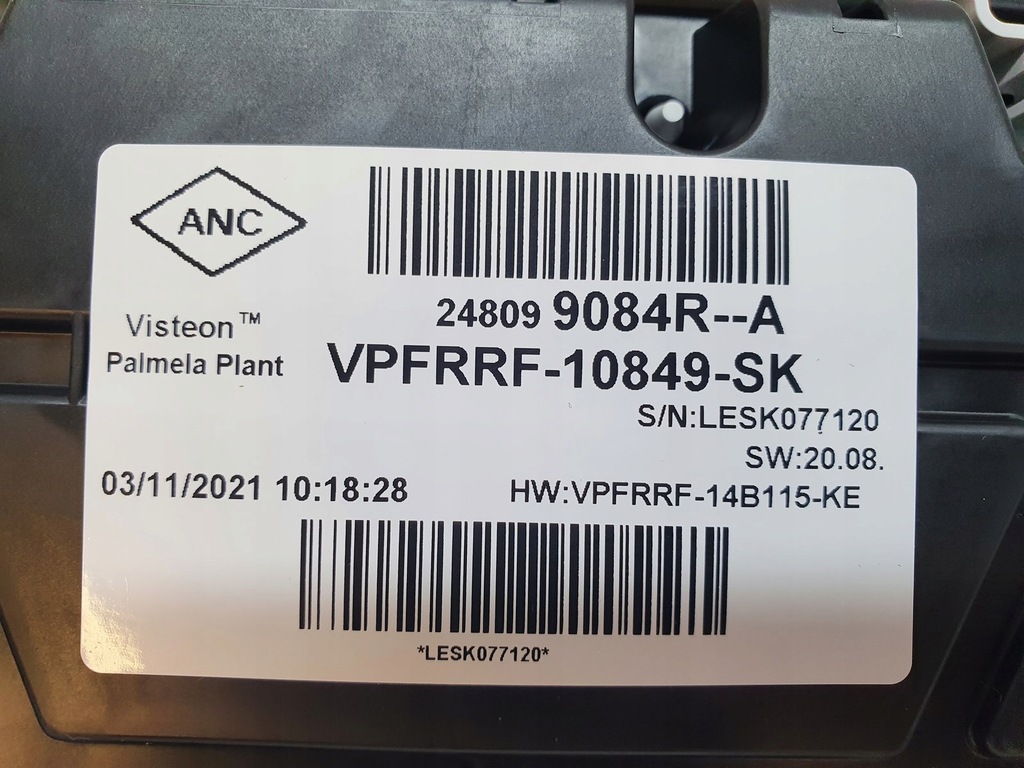 ANC
24809 9084R--A
Visteon™
Palmela Plant
VPFRRF-10849-SK
S/N:LESK077120
SW:20.08.
03/11/2021 10:18:28
HW:VPFRRF-14B115-KE
*LESK077120*